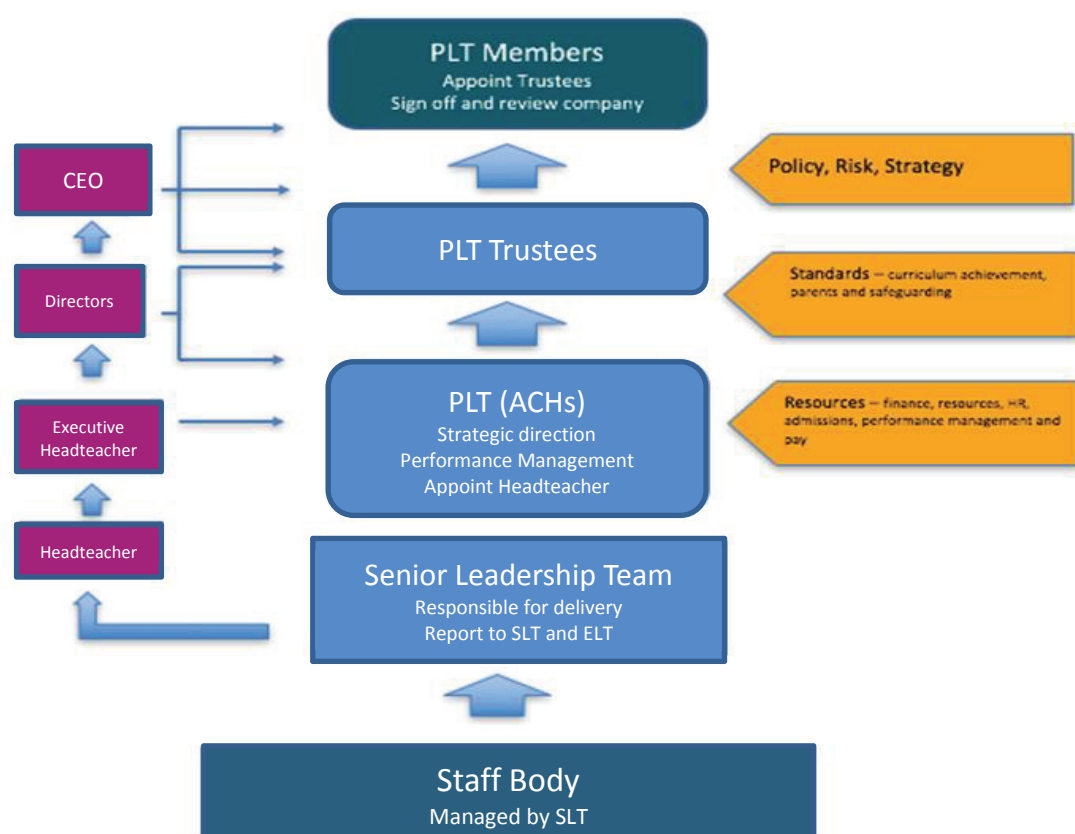 PLT Members
Appoint Trustees
Sign off and review company
CEO
Policy, Risk, Strategy
PLT Trustees
Directors
Standards – curriculum achievement,
parents and safeguarding
PLT (ACHs)
Strategic direction
Performance Management
Appoint Headteacher
Executive
Headteacher
Resources – finance, resources, HR,
admissions, performance management and
pay
Headteacher
Senior Leadership Team
Responsible for delivery
Report to SLT and ELT
Staff Body
Managed by SLT